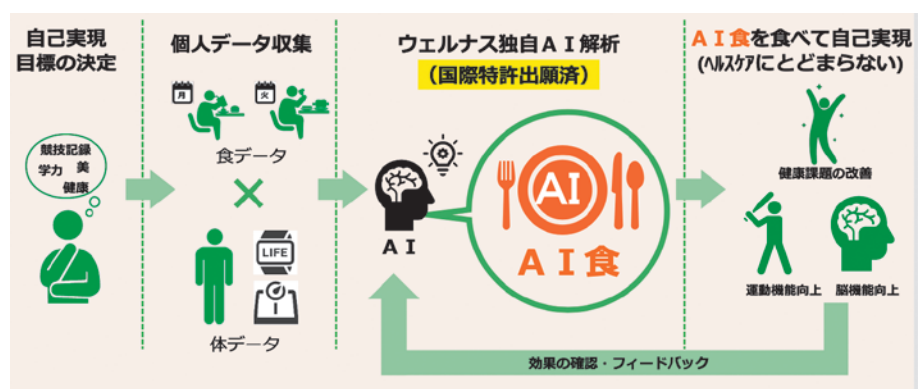 自己実現
目標の決定
競技記録
学力 美
健康
個人データ収集
月
火
食データ
×
LIFE
体データ
ウェルナス独自ＡＩ解析
（国際特許出願済）
ＡＩ
AI
ＡＩ食
ＡＩ食を食べて自己実現
(ヘルスケアにとどまらない)
健康課題の改善
運動機能向上 脳機能向上
効果の確認・フィードバック